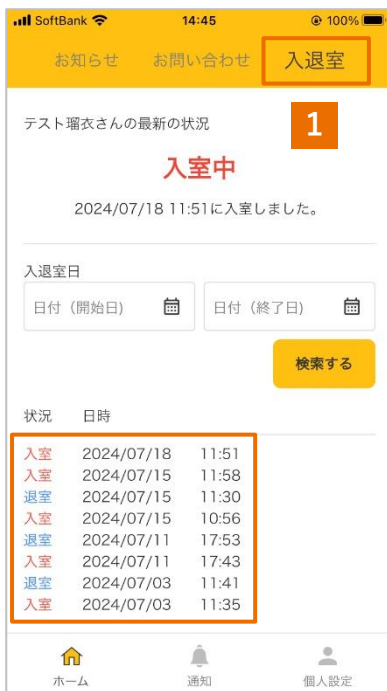 SoftBank 14:45 100%
お知らせ お問い合わせ 入退室
テスト瑠衣さんの最新の状況
1
入室中
2024/07/18 11:51に入室しました。
入退室日
日付（開始日) 日付（終了日)
検索する
状況 日時
入室 2024/07/18 11:51
入室 2024/07/15 11:58
退室 2024/07/15 11:30
入室 2024/07/15 10:56
退室 2024/07/11 17:53
入室 2024/07/11 17:43
退室 2024/07/03 11:41
入室 2024/07/03 11:35
ホーム 通知 個人設定